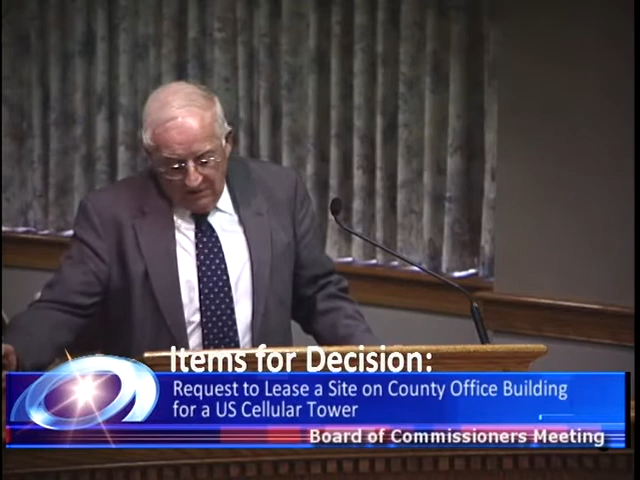 Items for Decision:
Request to Lease a Site on County Office Building
for a US Cellular Tower
Board of Commissioners Meeting